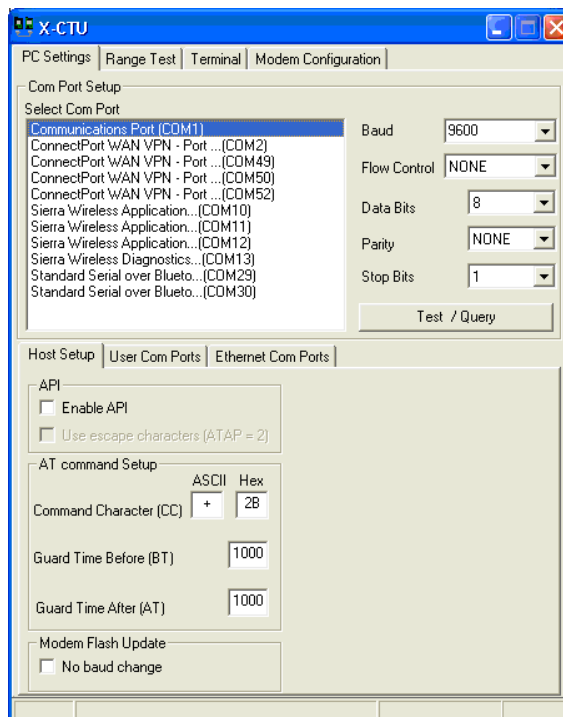 X-CTU
PC Settings Range Test Terminal Modem Configuration
Com Port Setup
Select Com Port
Communications Port (COM1)
ConnectPort WAN VPN - Port ...(COM2)
ConnectPort WAN VPN - Port ...(COM49)
ConnectPort WAN VPN - Port ...(COM50)
ConnectPort WAN VPN - Port ...(COM52)
Sierra Wireless Application...(COM10)
Sierra Wireless Application...(COM11)
Sierra Wireless Application...(COM12)
Sierra Wireless Diagnostics...(COM13)
Standard Serial over Blueto...(COM29)
Standard Serial over Blueto...(COM30)
Baud 9600
Flow Control NONE
Data Bits 8
Parity NONE
Stop Bits 1
Test / Query
Host Setup User Com Ports Ethernet Com Ports
API
Enable API
Use escape characters (ATAP = 2)
AT command Setup
ASCII Hex
Command Character (CC) + 2B
Guard Time Before (BT) 1000
Guard Time After (AT) 1000
Modem Flash Update
No baud change